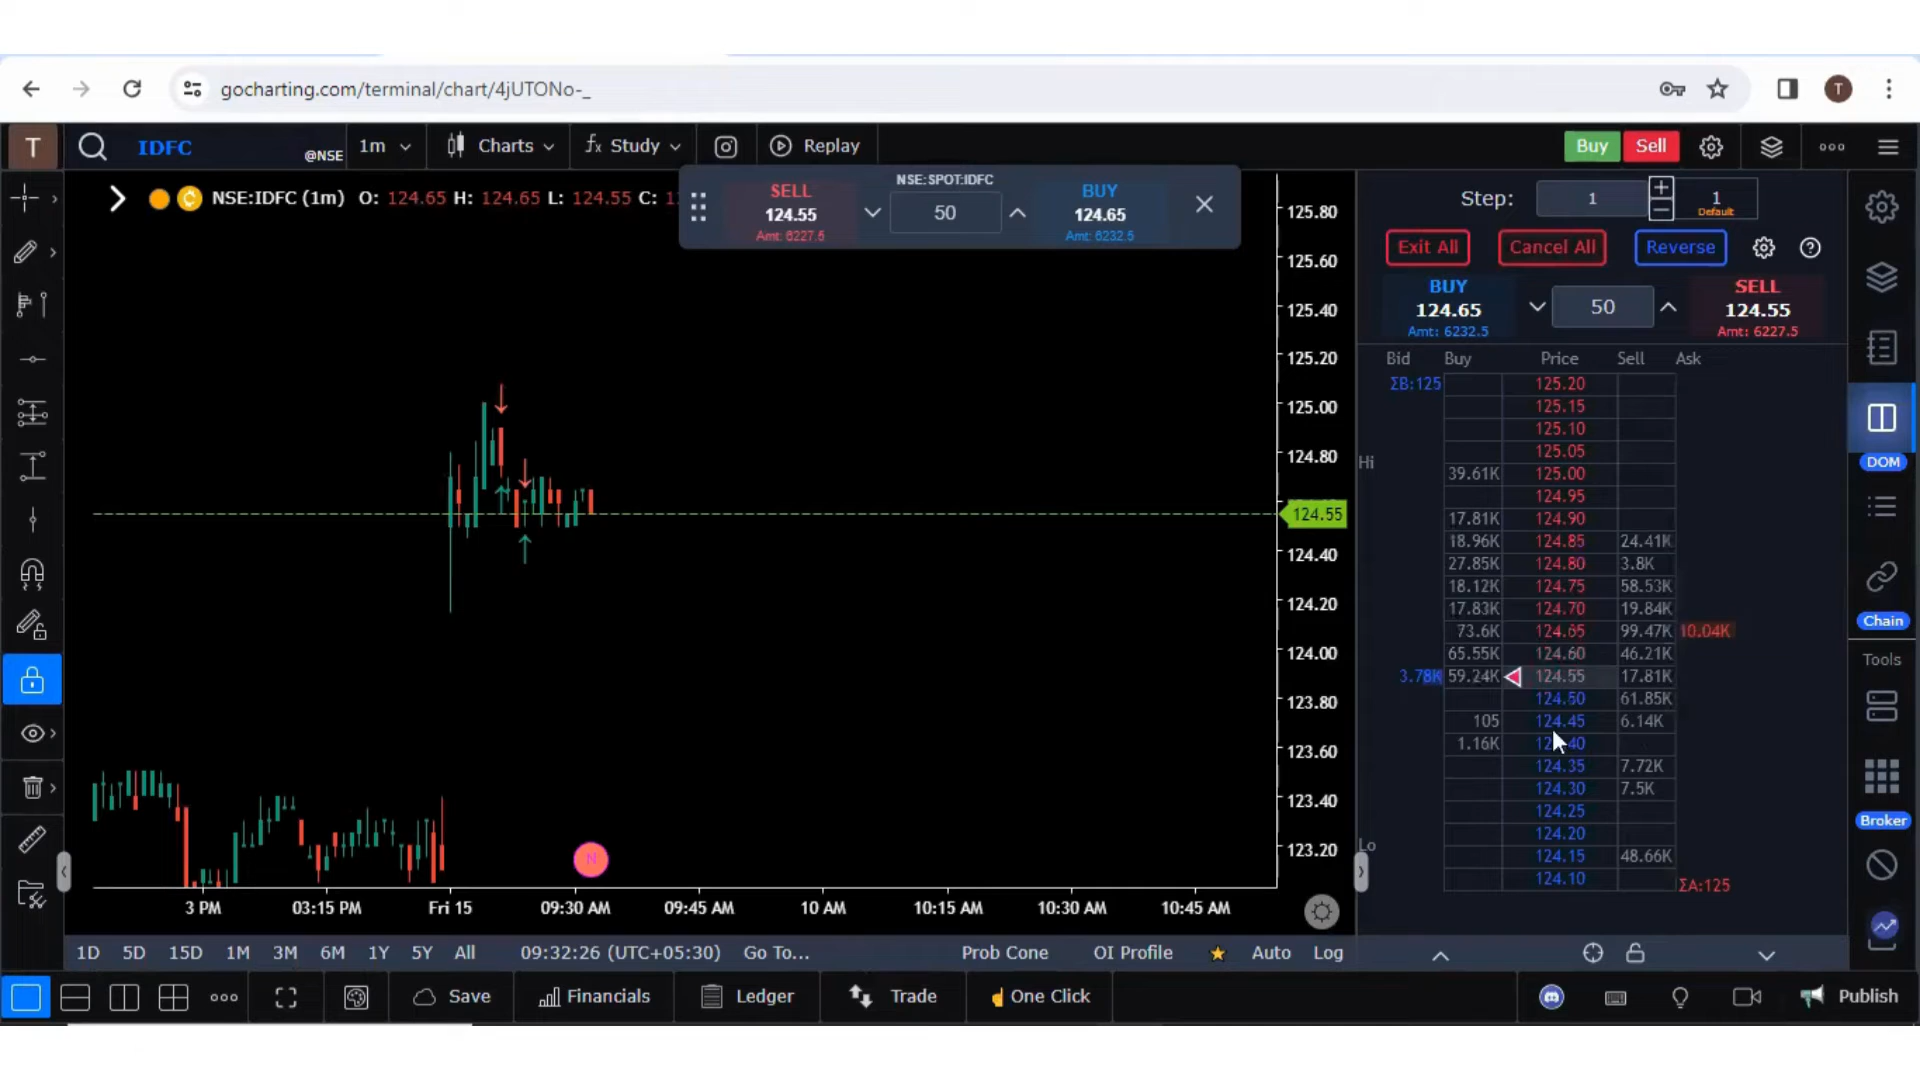 gocharting.com/terminal/chart/4jUTONo-_
T
T
IDFC
@NSE
1m
Charts
fx Study
Replay
Buy
Sell
NSE:IDFC (1m) O: 124.65 H: 124.65 L: 124.55 C: 1
NSE:SPOT:IDFC
SELL
124.55
Amt: 6227.5
50
BUY
124.65
Amt: 6232.5
Step: 1
1
Default
Exit All
Cancel All
Reverse
BUY
124.65
Amt: 6232.5
50
SELL
124.55
Amt: 6227.5
Bid Buy Price Sell Ask
ΣB:125 125.20
125.15
125.10
125.05
Hi
39.61K 125.00
124.95
17.81K 124.90
18.96K 124.85 24.41K
27.85K 124.80 3.8K
18.12K 124.75 58.53K
17.83K 124.70 19.84K
73.6K 124.65 99.47K 10.04K
65.55K 124.60 46.21K
3.78K 59.24K 124.55 17.81K
124.50 61.85K
105 124.45 6.14K
1.16K 124.40
124.35 7.72K
124.30 7.5K
124.25
124.20
Lo
124.15 48.66K
124.10
ΣA:125
125.80
125.60
125.40
125.20
125.00
124.80
124.55
124.40
124.20
124.00
123.80
123.60
123.40
123.20
N
3 PM 03:15 PM Fri 15 09:30 AM 09:45 AM 10 AM 10:15 AM 10:30 AM 10:45 AM
DOM
Chain
Tools
Broker
1D 5D 15D 1M 3M 6M 1Y 5Y All 09:32:26 (UTC+05:30) Go To... Prob Cone OI Profile Auto Log
Save
Financials
Ledger
Trade
One Click
Publish